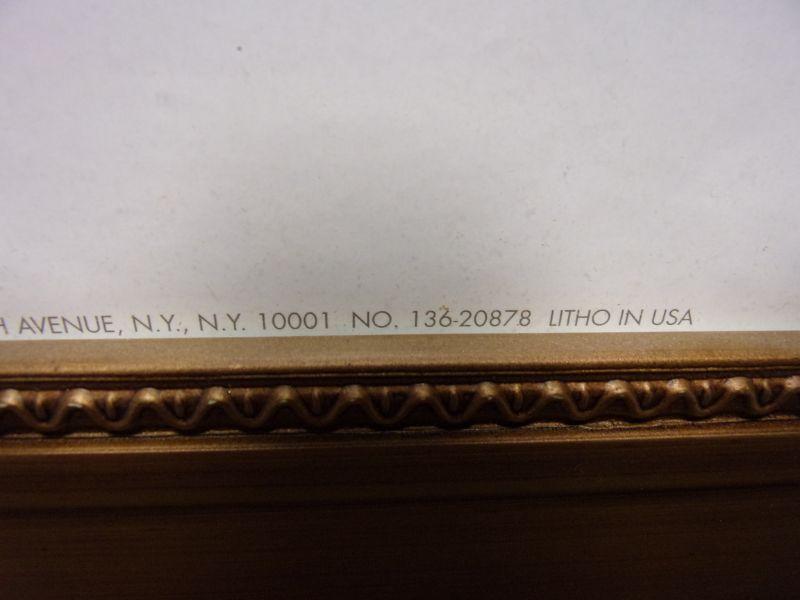 H AVENUE, N.Y., N.Y. 10001 NO. 136-20878 LITHO IN USA